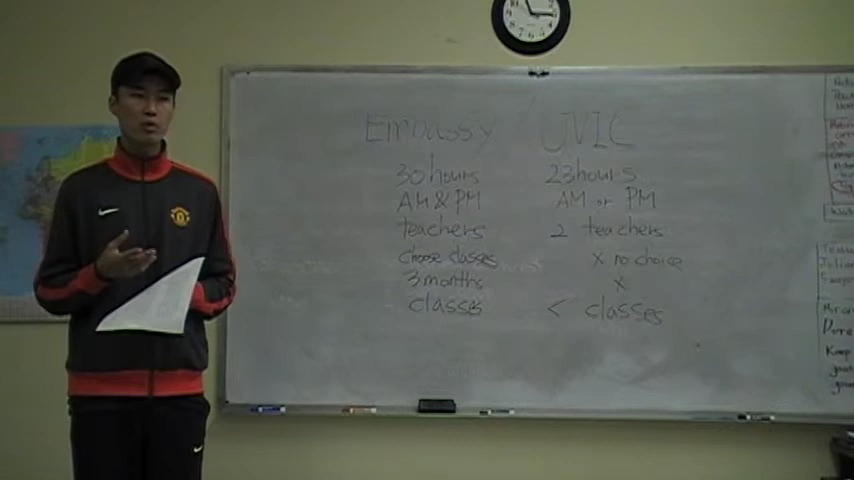 Embassy UVIC
30 hours 23 hours
AM & PM AM or PM
teachers 2 teachers
choose classes x no choice
3 months x
classes < classes
Keep